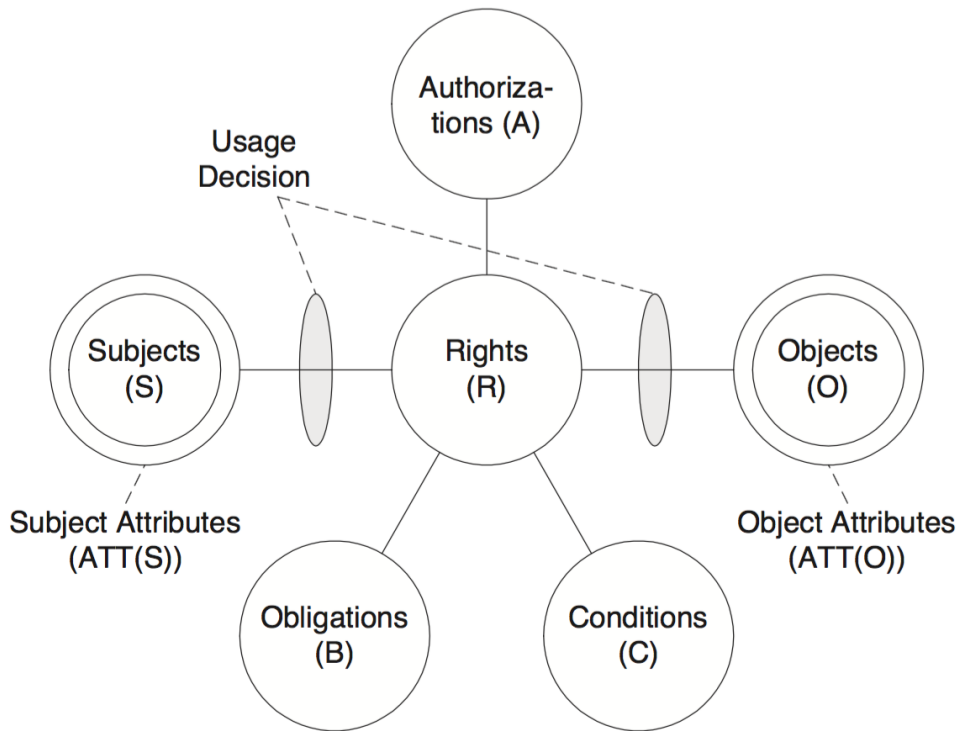 Authoriza-
tions (A)
Usage
Decision
Subjects
(S)
Rights
(R)
Objects
(O)
Subject Attributes
(ATT(S))
Object Attributes
(ATT(O))
Obligations
(B)
Conditions
(C)